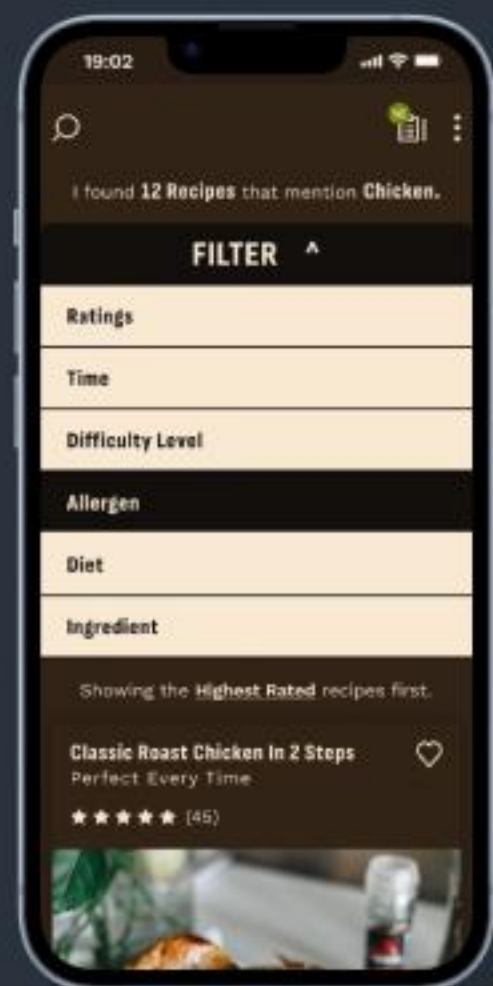 19:02
I found 12 Recipes that mention Chicken.
FILTER ^
Ratings
Time
Difficulty Level
Allergen
Diet
Ingredient
Showing the Highest Rated recipes first.
Classic Roast Chicken In 2 Steps
Perfect Every Time
★★★★★ (45)